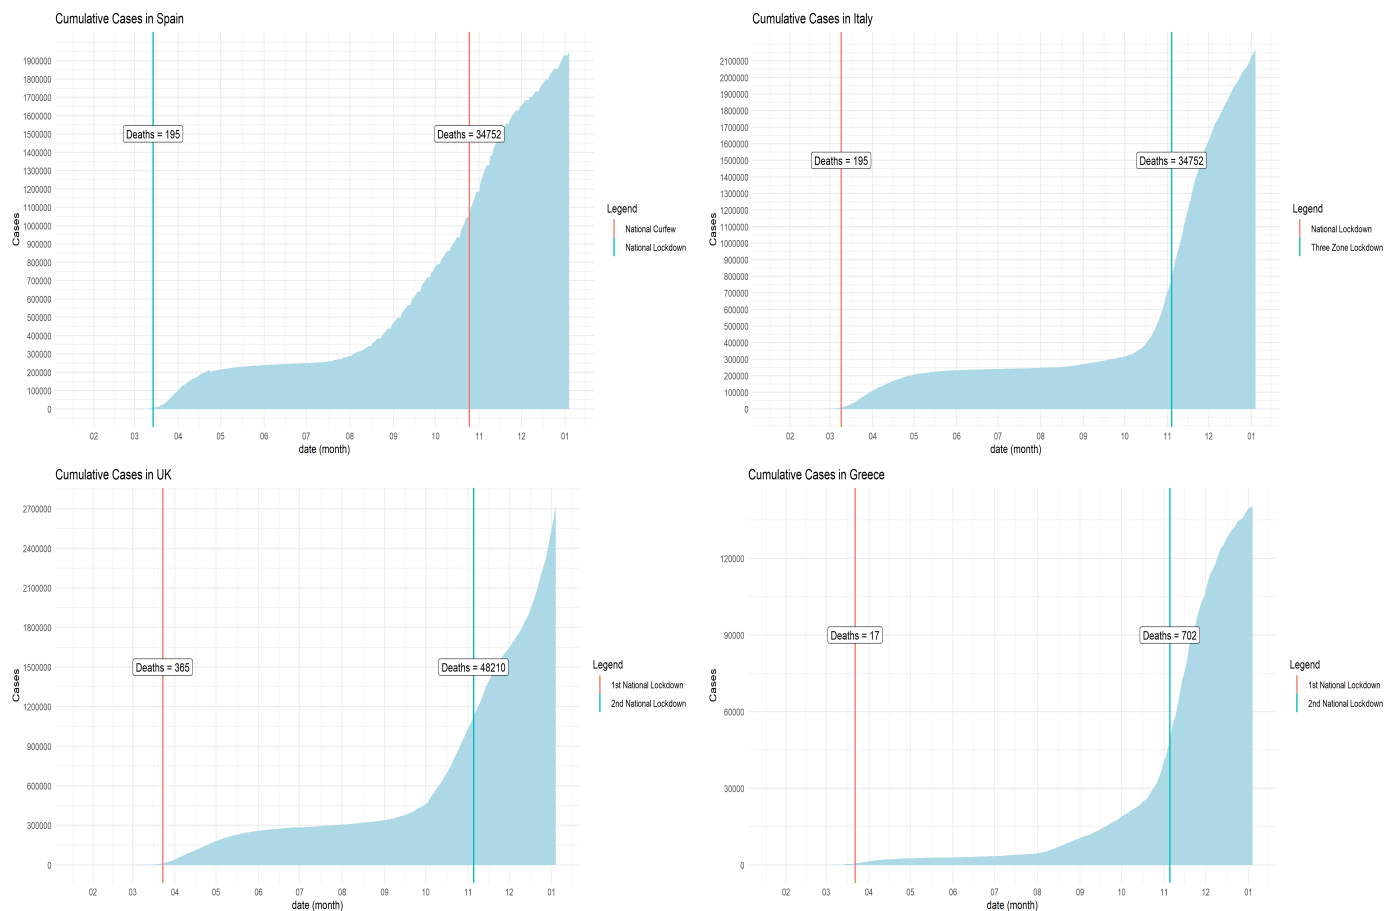 Cumulative Cases in Spain
Cases
1900000
1800000
1700000
1600000
1500000
1400000
1300000
1200000
1100000
1000000
900000
800000
700000
600000
500000
400000
300000
200000
100000
0
Deaths = 195
Deaths = 34752
02 03 04 05 06 07 08 09 10 11 12 01
date (month)
Legend
National Curfew
National Lockdown
Cumulative Cases in Italy
Cases
2100000
2000000
1900000
1800000
1700000
1600000
1500000
1400000
1300000
1200000
1100000
1000000
900000
800000
700000
600000
500000
400000
300000
200000
100000
0
Deaths = 195
Deaths = 34752
02 03 04 05 06 07 08 09 10 11 12 01
date (month)
Legend
National Lockdown
Three Zone Lockdown
Cumulative Cases in UK
Cases
2700000
2400000
2100000
1800000
1500000
1200000
900000
600000
300000
0
Deaths = 365
Deaths = 48210
02 03 04 05 06 07 08 09 10 11 12 01
date (month)
Legend
1st National Lockdown
2nd National Lockdown
Cumulative Cases in Greece
Cases
120000
90000
60000
30000
0
Deaths = 17
Deaths = 702
02 03 04 05 06 07 08 09 10 11 12 01
date (month)
Legend
1st National Lockdown
2nd National Lockdown